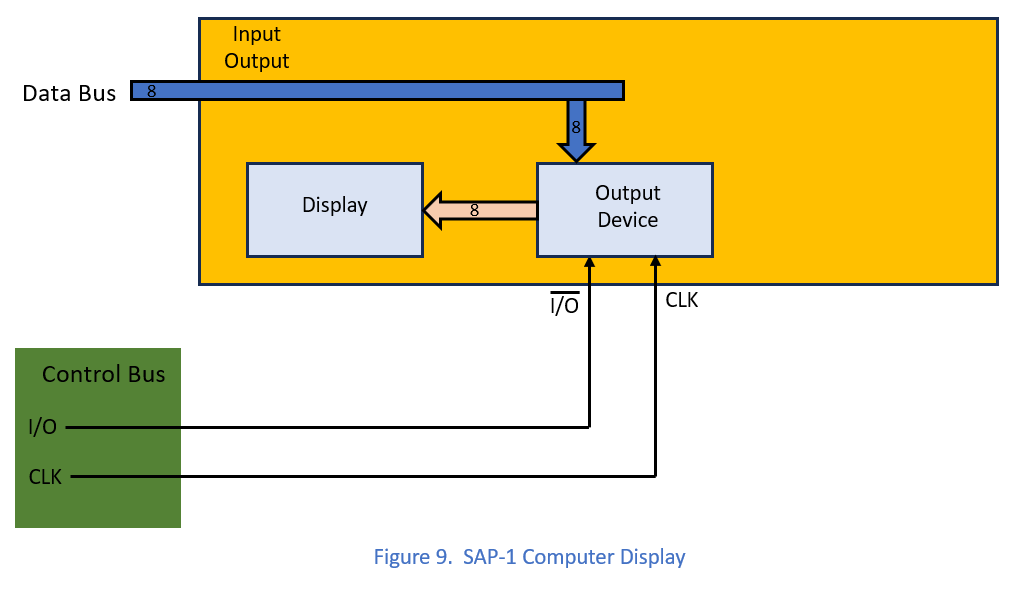 Input
Output
Data Bus
8
8
Display
8
Output
Device
I/O
CLK
Control Bus
I/O
CLK
Figure 9. SAP-1 Computer Display